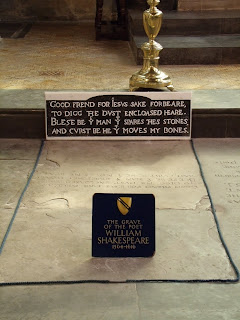 GOOD FREND FOR IESVS SAKE FORBEARE,
TO DIGG THE DVST ENCLOASED HEARE.
BLESE BE Y MAN Y SPARES THES STONES,
AND CVRST BE HE Y MOVES MY BONES.
THE GRAVE
OF THE POET
WILLIAM
SHAKESPEARE
1564-1616